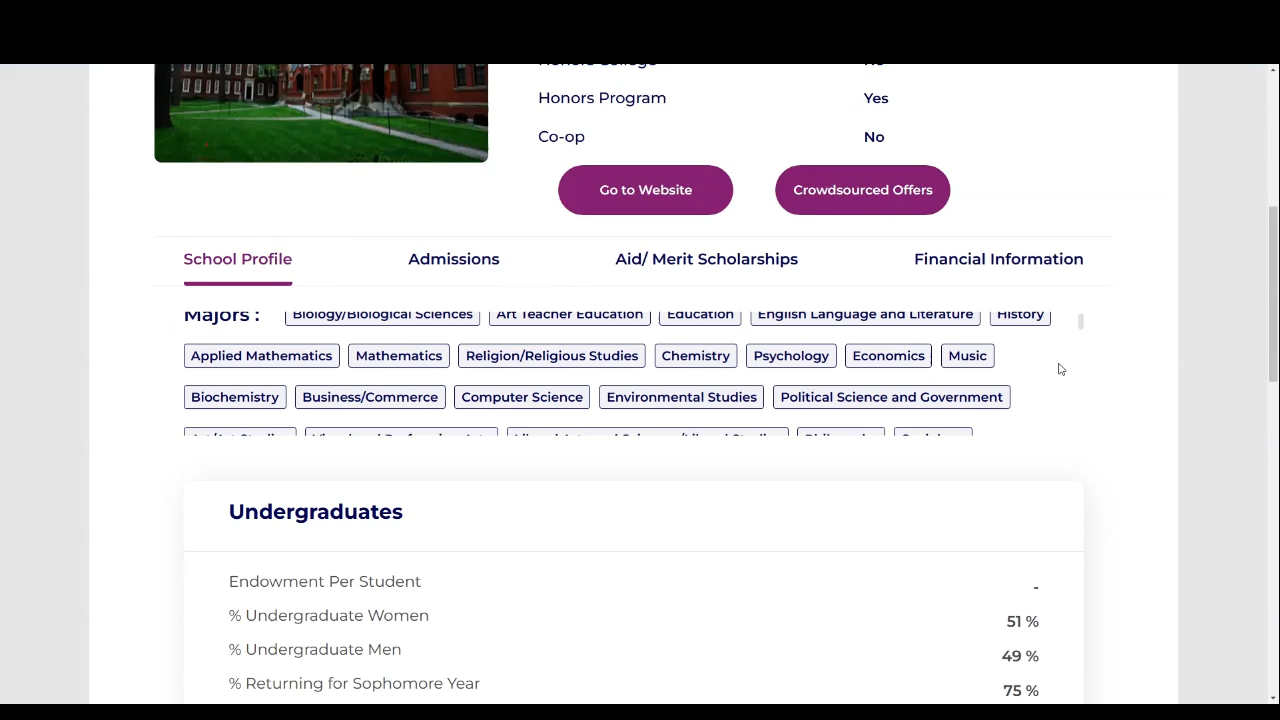 Honors College No
Honors Program Yes
Co-op No
Go to Website Crowdsourced Offers
School Profile Admissions Aid/ Merit Scholarships Financial Information
Majors : Biology/Biological Sciences Art Teacher Education Education English Language and Literature History
Applied Mathematics Mathematics Religion/Religious Studies Chemistry Psychology Economics Music
Biochemistry Business/Commerce Computer Science Environmental Studies Political Science and Government
Undergraduates
Endowment Per Student -
% Undergraduate Women 51 %
% Undergraduate Men 49 %
% Returning for Sophomore Year 75 %